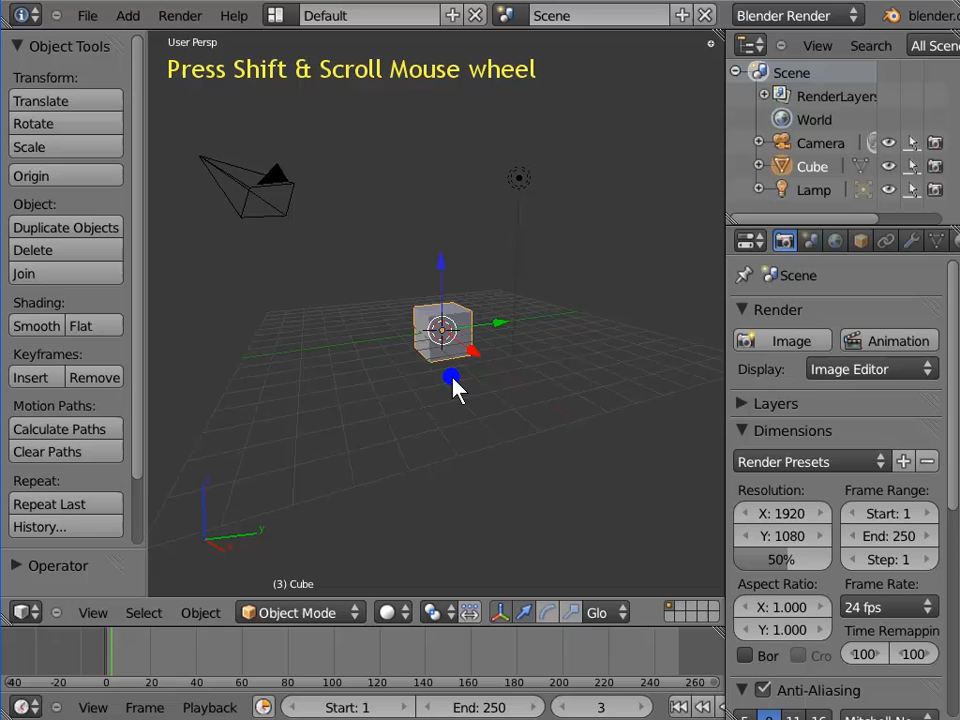 File Add Render Help Default Scene Blender Render
Object Tools
Transform:
Translate
Rotate
Scale
Origin
Object:
Duplicate Objects
Delete
Join
Shading:
Smooth Flat
Keyframes:
Insert Remove
Motion Paths:
Calculate Paths
Clear Paths
Repeat:
Repeat Last
History...
Operator
User Persp
Press Shift & Scroll Mouse wheel
z
y
x
(3) Cube
View Select Object Object Mode Glo
-40 -20 0 20 40 60 80 100 120 140 160 180 200 220 240 260
View Frame Playback Start: 1 End: 250 3
View Search All Scen
Scene
RenderLayers
World
Camera
Cube
Lamp
Scene
Render
Image Animation
Display: Image Editor
Layers
Dimensions
Render Presets
Resolution: Frame Range:
X: 1920 Start: 1
Y: 1080 End: 250
50% Step: 1
Aspect Ratio: Frame Rate:
X: 1.000 24 fps
Y: 1.000 Time Remappin
Bor Cro 100 100
Anti-Aliasing